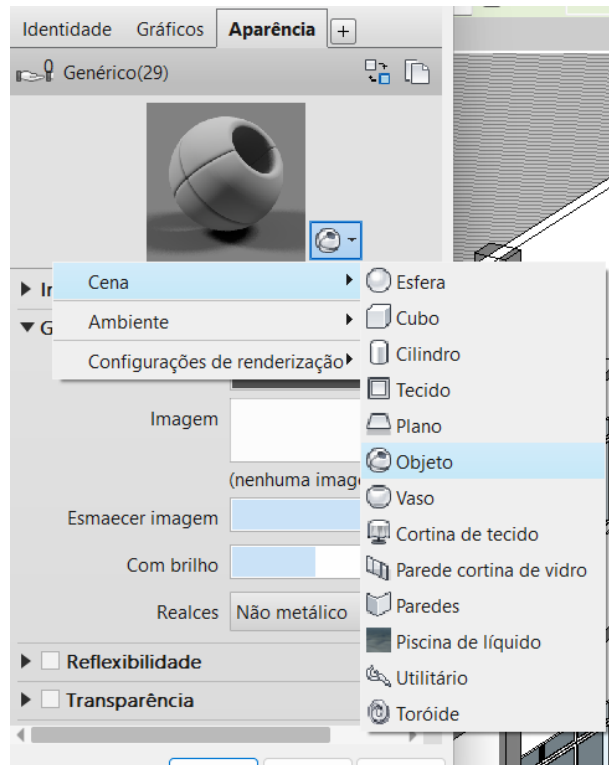 Identidade Gráficos Aparência +
Genérico(29)
Cena
Ambiente
Configurações de renderização
Esfera
Cubo
Cilindro
Tecido
Plano
Objeto
Vaso
Cortina de tecido
Parede cortina de vidro
Paredes
Piscina de líquido
Utilitário
Toróide
Imagem
(nenhuma
Esmaecer imagem
Com brilho
Realces Não metálico
Reflexibilidade
Transparência